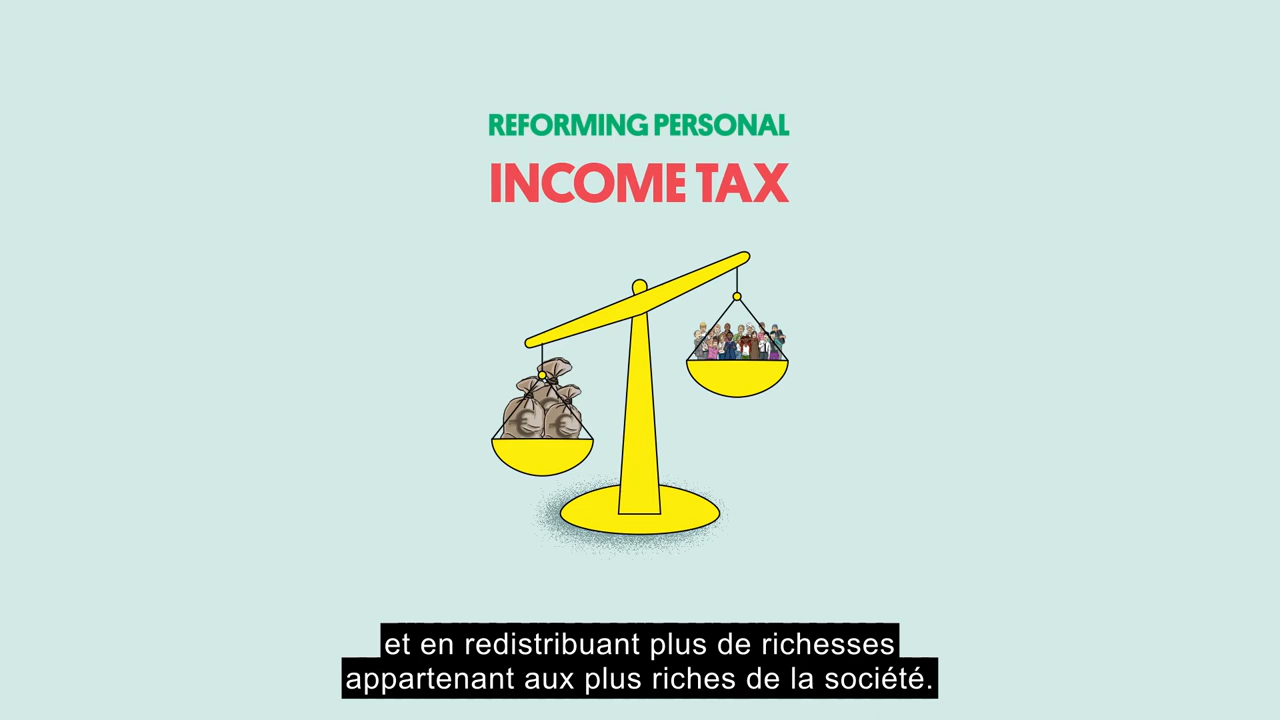 REFORMING PERSONAL
INCOME TAX
€ €
et en redistribuant plus de richesses
appartenant aux plus riches de la société.